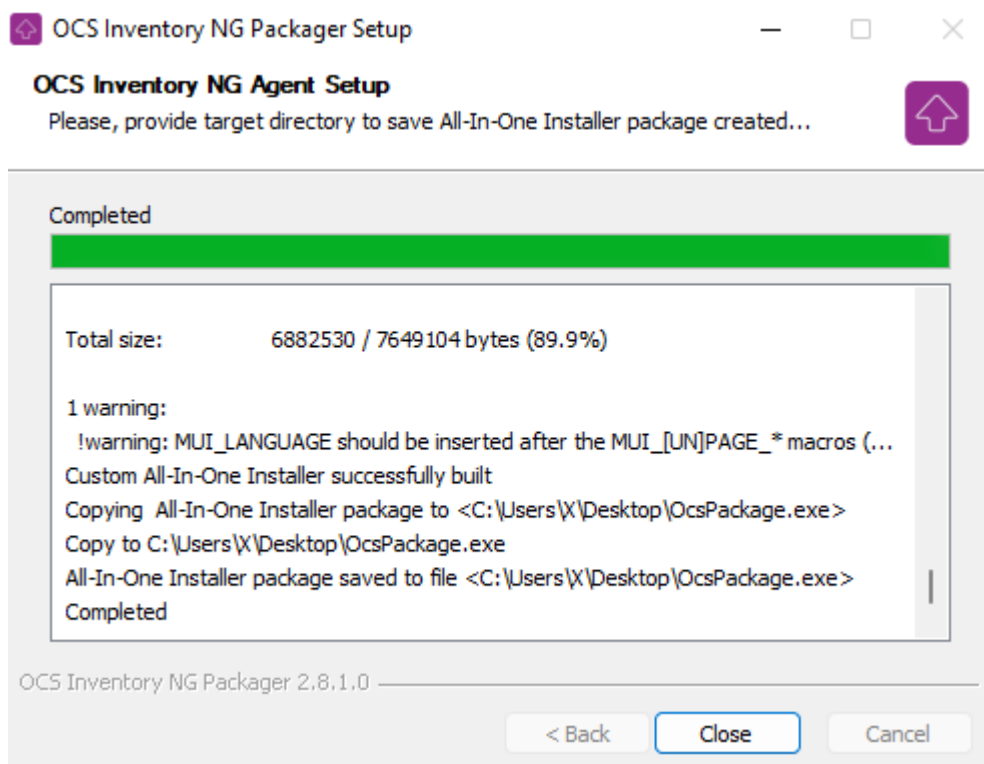 OCS Inventory NG Packager Setup
OCS Inventory NG Agent Setup
Please, provide target directory to save All-In-One Installer package created...
Completed
Total size: 6882530 / 7649104 bytes (89.9%)
1 warning:
!warning: MUI_LANGUAGE should be inserted after the MUI_[UN]PAGE_* macros (...
Custom All-In-One Installer successfully built
Copying  All-In-One Installer package to <C:\Users\X\Desktop\OcsPackage.exe>
Copy to C:\Users\X\Desktop\OcsPackage.exe
All-In-One Installer package saved to file <C:\Users\X\Desktop\OcsPackage.exe>
Completed
OCS Inventory NG Packager 2.8.1.0
< Back Close Cancel